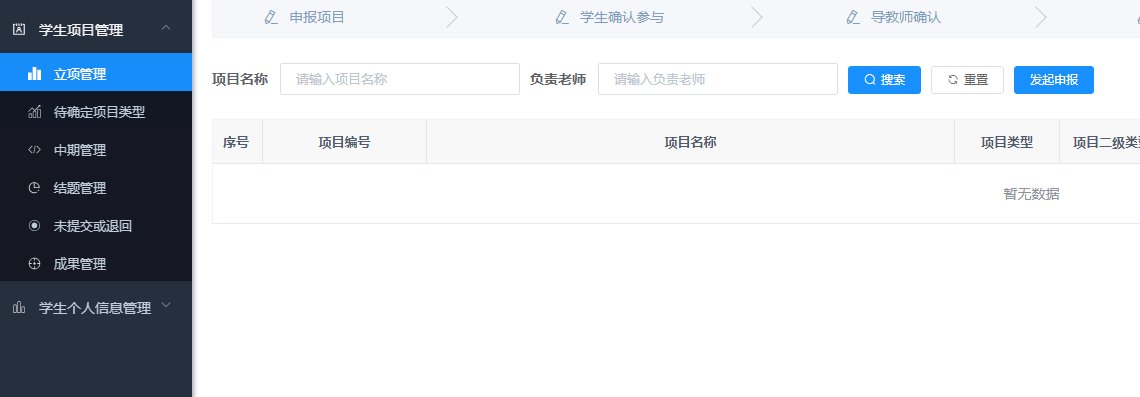 申报项目
学生确认参与
导教师确认
学生项目管理
立项管理
待确定项目类型
中期管理
结题管理
未提交或退回
成果管理
学生个人信息管理
项目名称 请输入项目名称 负责老师 请输入负责老师 搜索 重置 发起申报
序号 项目编号 项目名称 项目类型 项目二级类
暂无数据